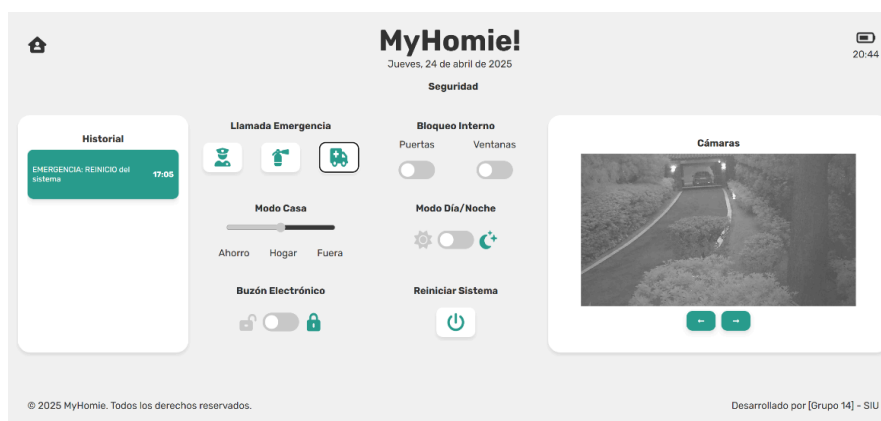 MyHomie!
Jueves, 24 de abril de 2025
20:44
Seguridad
Historial
EMERGENCIA: REINICIO del
sistema
17:05
Llamada Emergencia
Bloqueo Interno
Puertas Ventanas
Modo Casa
Ahorro Hogar Fuera
Modo Día/Noche
Buzón Electrónico
Reiniciar Sistema
Cámaras
© 2025 MyHomie. Todos los derechos reservados.
Desarrollado por [Grupo 14] - SIU